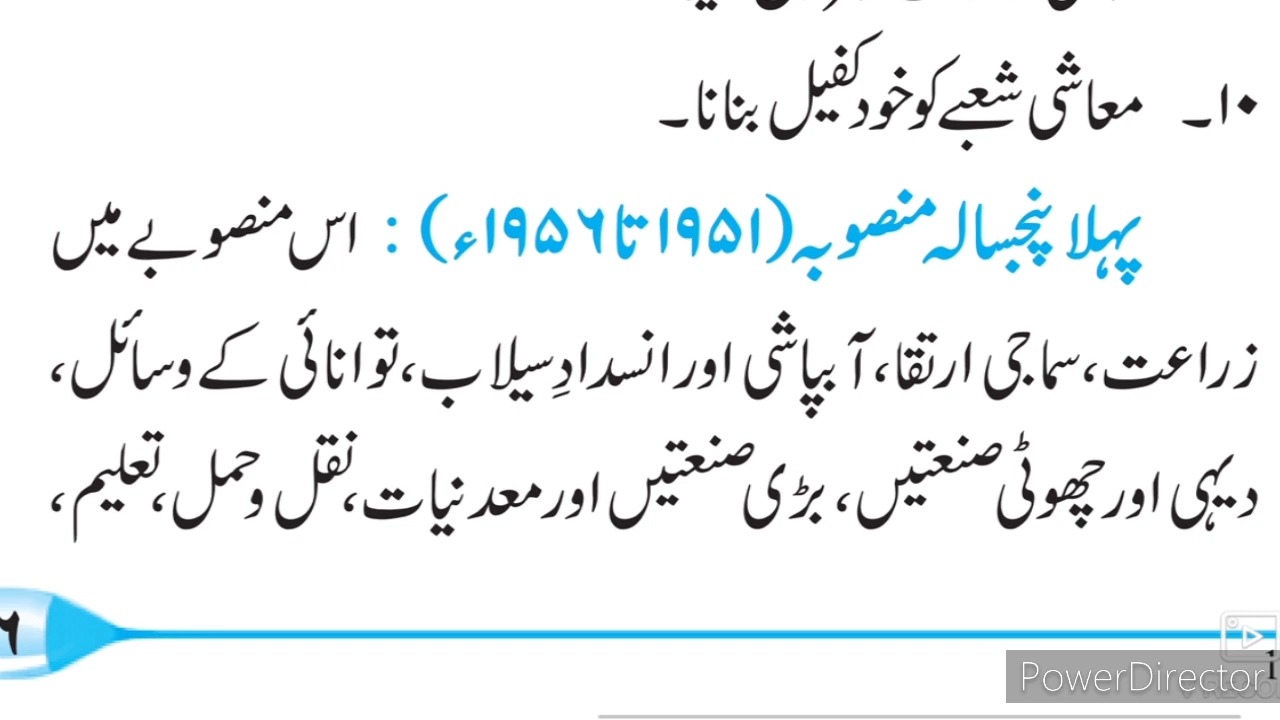 ۱۰۔ معاشی شعبے کو خود کفیل بنانا۔
پہلا پنجسالہ منصوبہ (۱۹۵۱ تا ۱۹۵۶ء) : اس منصوبے میں
زراعت، سماجی ارتقا، آبپاشی اور انسدادِ سیلاب، توانائی کے وسائل،
دیہی اور چھوٹی صنعتیں، بڑی صنعتیں اور معدنیات، نقل و حمل، تعلیم،
PowerDirector